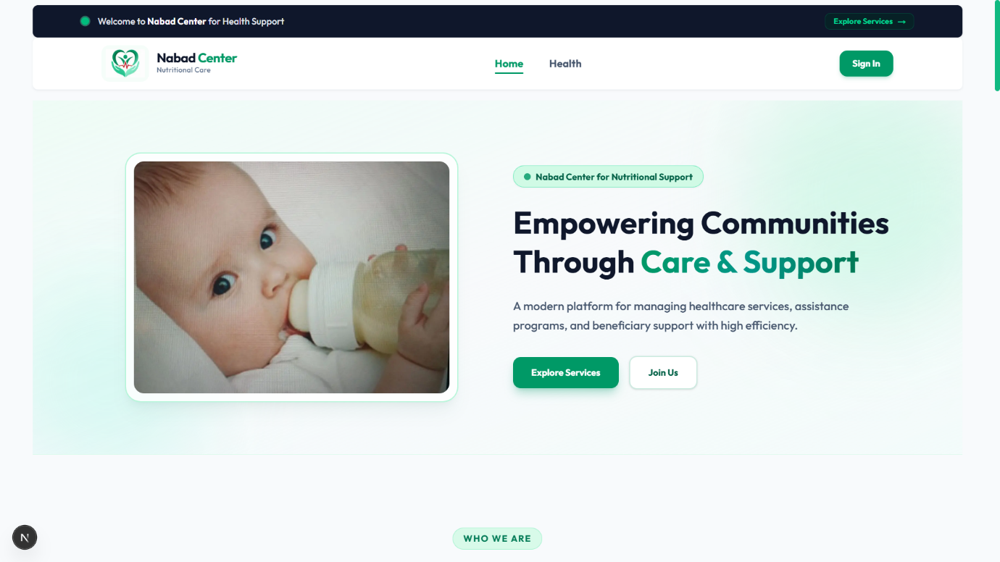 Welcome to Nabad Center for Health Support
Explore Services →
Nabad Center
Nutritional Care
Home
Health
Sign In
Nabad Center for Nutritional Support
Empowering Communities
Through Care & Support
A modern platform for managing healthcare services, assistance
programs, and beneficiary support with high efficiency.
Explore Services
Join Us
N
WHO WE ARE